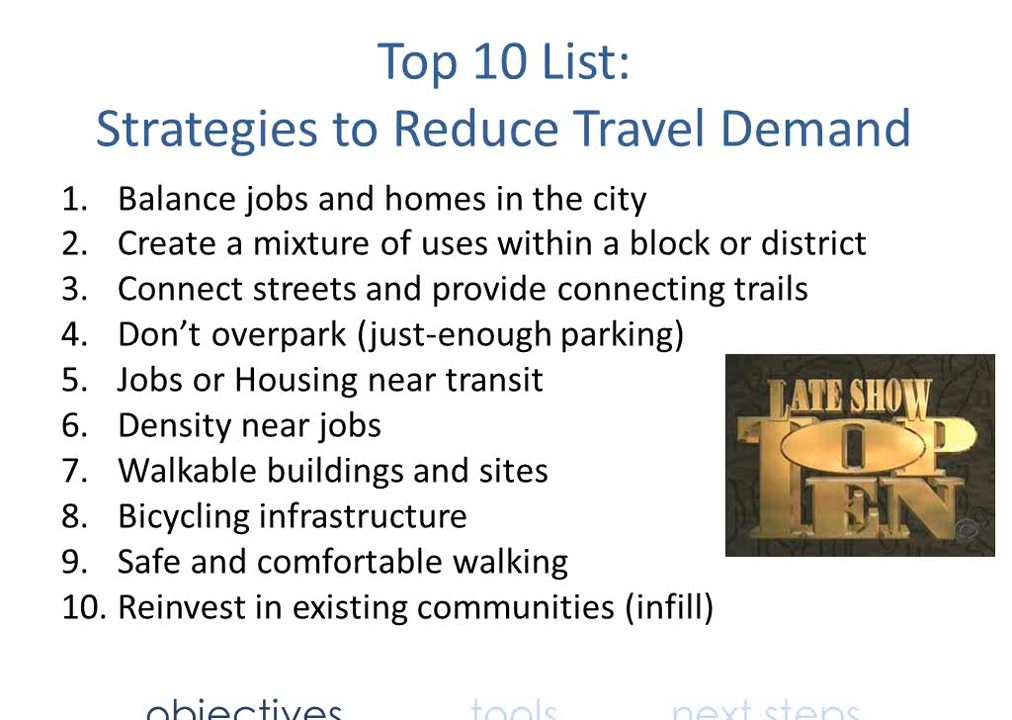 Top 10 List:
Strategies to Reduce Travel Demand
1. Balance jobs and homes in the city
2. Create a mixture of uses within a block or district
3. Connect streets and provide connecting trails
4. Don’t overpark (just-enough parking)
5. Jobs or Housing near transit
6. Density near jobs
7. Walkable buildings and sites
8. Bicycling infrastructure
9. Safe and comfortable walking
10. Reinvest in existing communities (infill)
LATE SHOW
TOP
TEN
objectives tools next steps